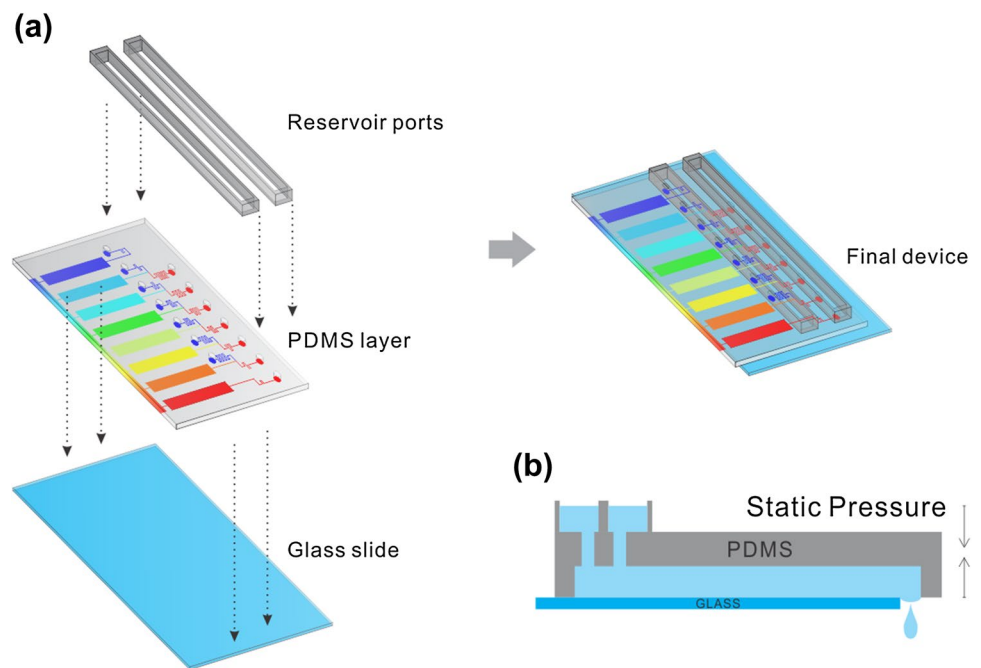 (a)
Reservoir ports
PDMS layer
Final device
Glass slide
(b)
Static Pressure
PDMS
GLASS